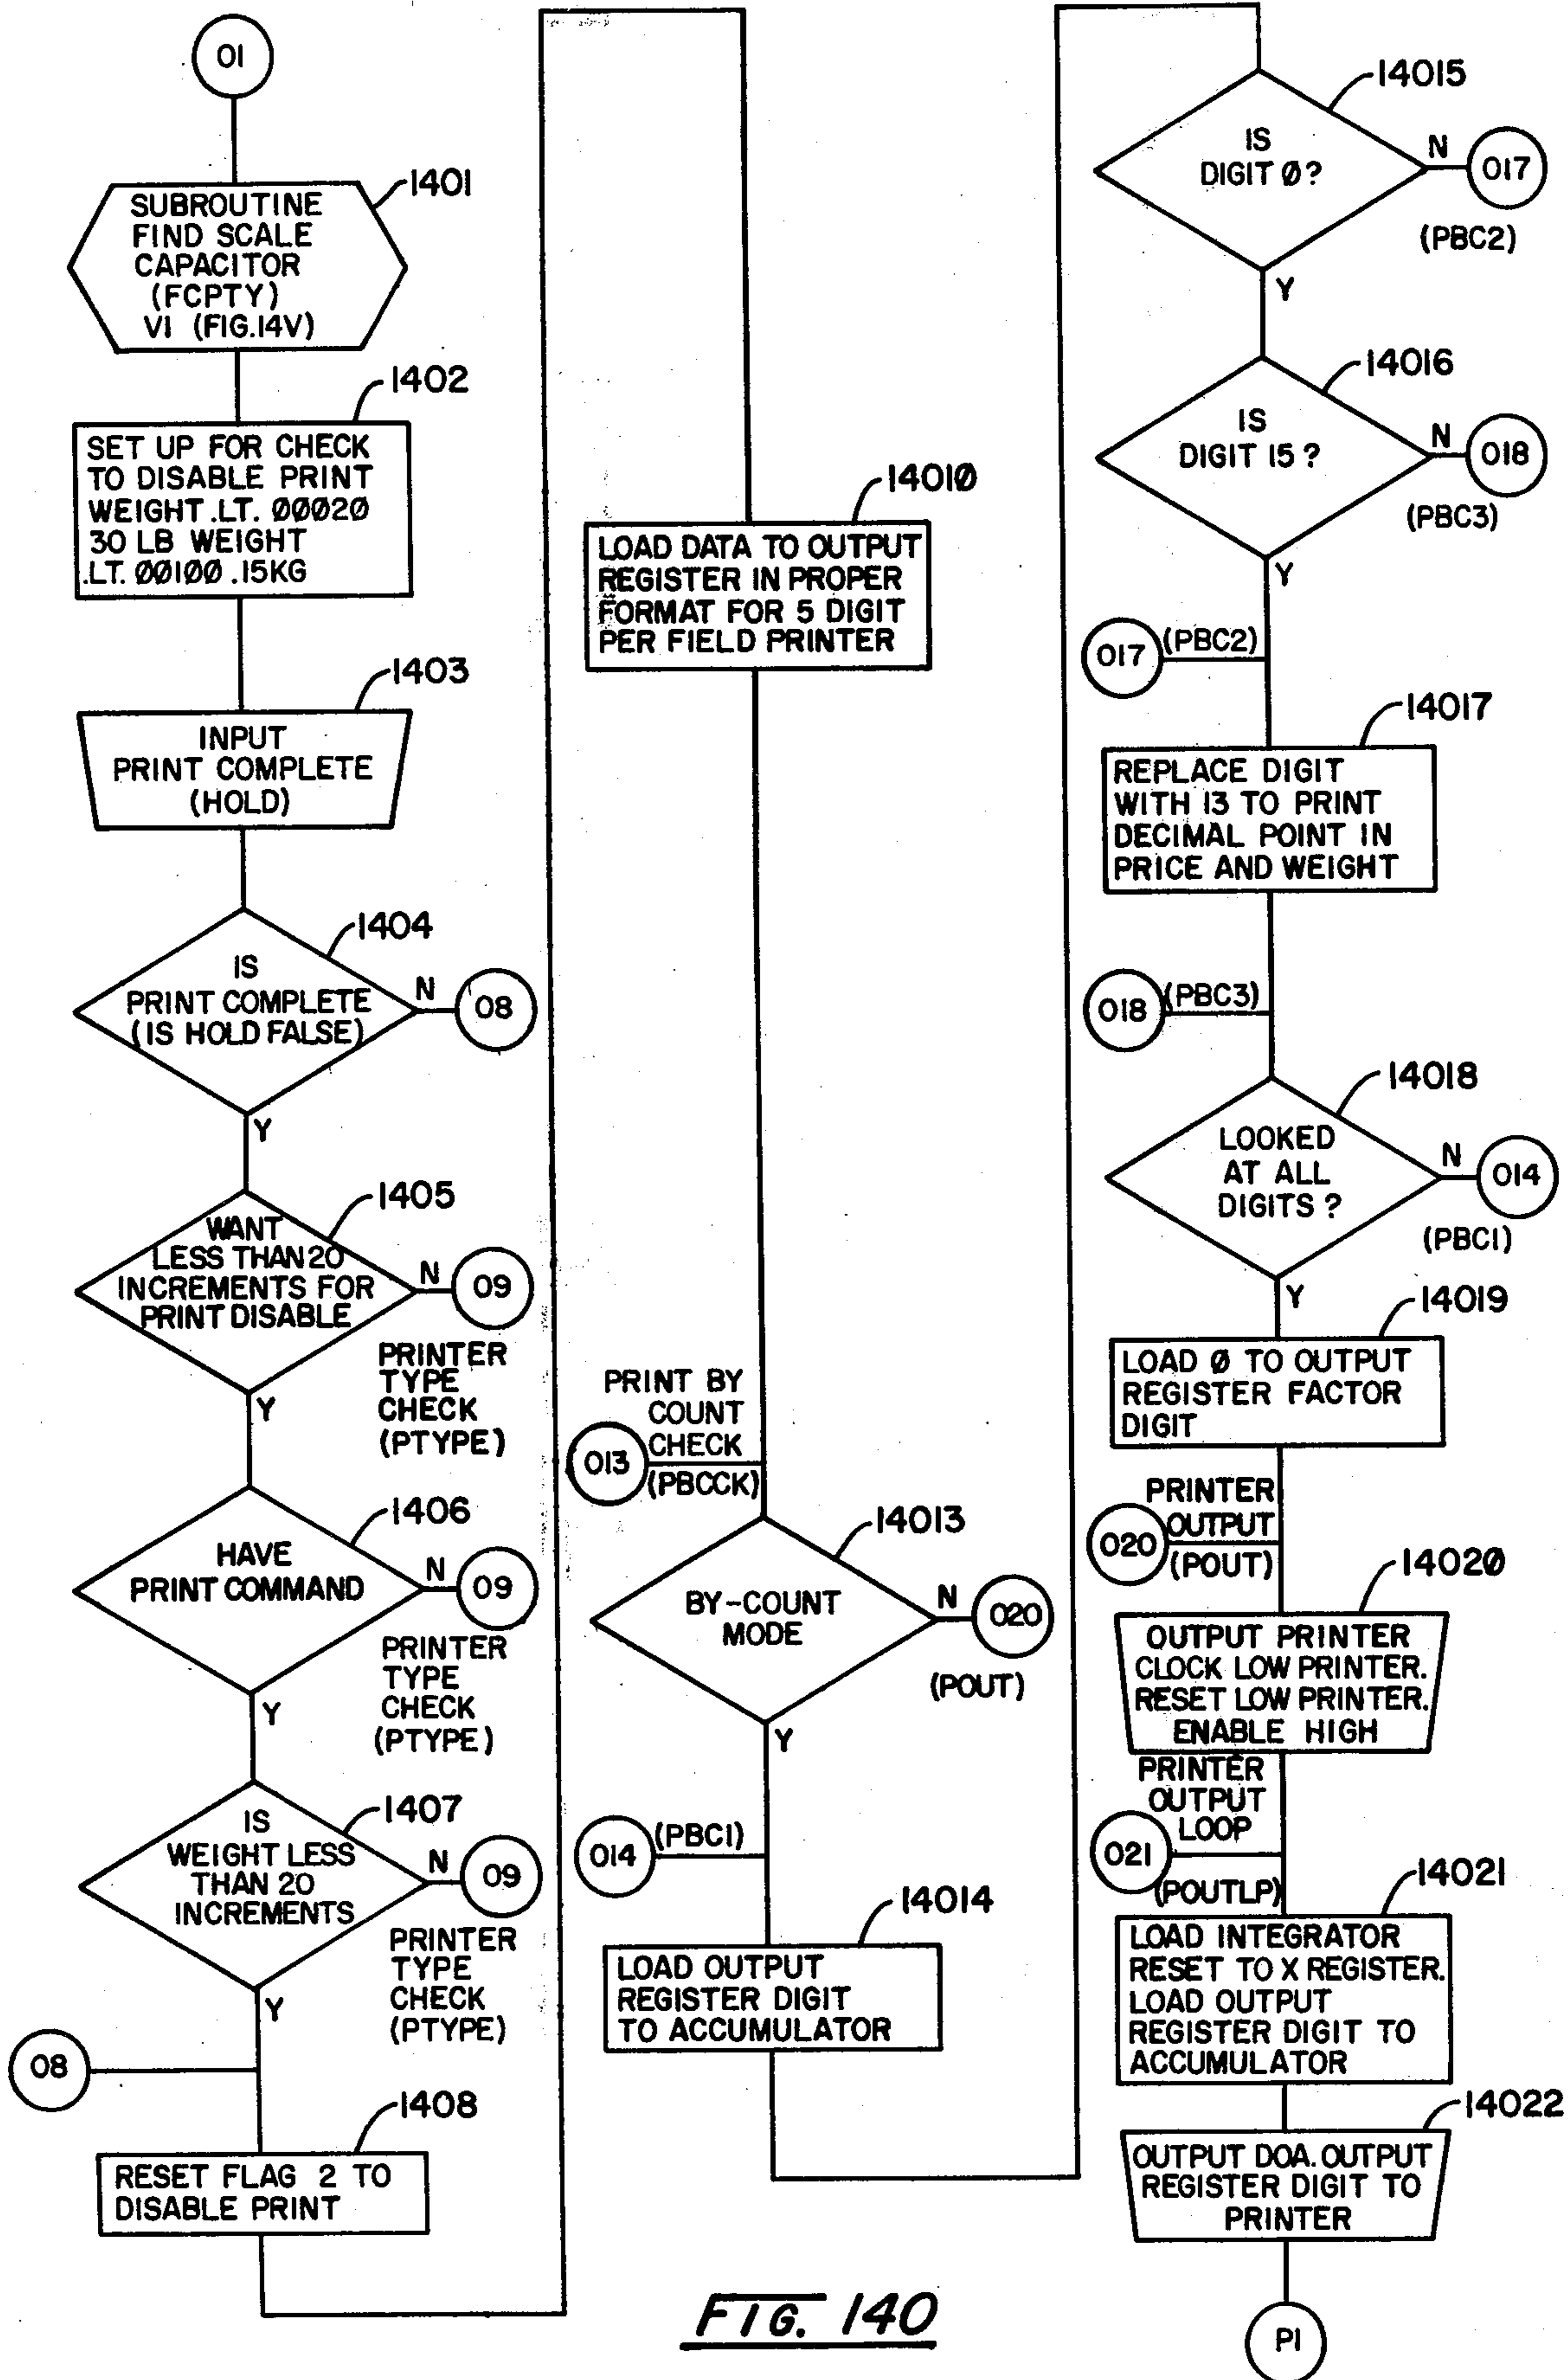 01
1401
SUBROUTINE
FIND SCALE
CAPACITOR
(FCPTY)
V1 (FIG.14V)
1402
SET UP FOR CHECK
TO DISABLE PRINT
WEIGHT .LT. ØØØ2Ø
30 LB WEIGHT
.LT. ØØ1ØØ .15KG
1403
INPUT
PRINT COMPLETE
(HOLD)
1404
IS
PRINT COMPLETE
(IS HOLD FALSE)
N
08
Y
1405
WANT
LESS THAN 20
INCREMENTS FOR
PRINT DISABLE
N
09
PRINTER
TYPE
CHECK
(PTYPE)
Y
1406
HAVE
PRINT COMMAND
N
09
PRINTER
TYPE
CHECK
(PTYPE)
Y
1407
IS
WEIGHT LESS
THAN 20
INCREMENTS
N
09
PRINTER
TYPE
CHECK
(PTYPE)
Y
08
1408
RESET FLAG 2 TO
DISABLE PRINT
1401Ø
LOAD DATA TO OUTPUT
REGISTER IN PROPER
FORMAT FOR 5 DIGIT
PER FIELD PRINTER
PRINT BY
COUNT
CHECK
013
(PBCCK)
14013
BY-COUNT
MODE
N
020
(POUT)
Y
014
(PBC1)
14014
LOAD OUTPUT
REGISTER DIGIT
TO ACCUMULATOR
14015
IS
DIGIT Ø?
N
017
(PBC2)
Y
14016
IS
DIGIT 15 ?
N
018
(PBC3)
Y
017
(PBC2)
14017
REPLACE DIGIT
WITH 13 TO PRINT
DECIMAL POINT IN
PRICE AND WEIGHT
018
(PBC3)
14018
LOOKED
AT ALL
DIGITS ?
N
014
(PBC1)
Y
14019
LOAD Ø TO OUTPUT
REGISTER FACTOR
DIGIT
PRINTER
OUTPUT
020
(POUT)
1402Ø
OUTPUT PRINTER
CLOCK LOW PRINTER.
RESET LOW PRINTER.
ENABLE HIGH
PRINTER
OUTPUT
LOOP
021
(POUTLP)
14021
LOAD INTEGRATOR
RESET TO X REGISTER.
LOAD OUTPUT
REGISTER DIGIT TO
ACCUMULATOR
14022
OUTPUT DOA. OUTPUT
REGISTER DIGIT TO
PRINTER
P1
FIG. 140